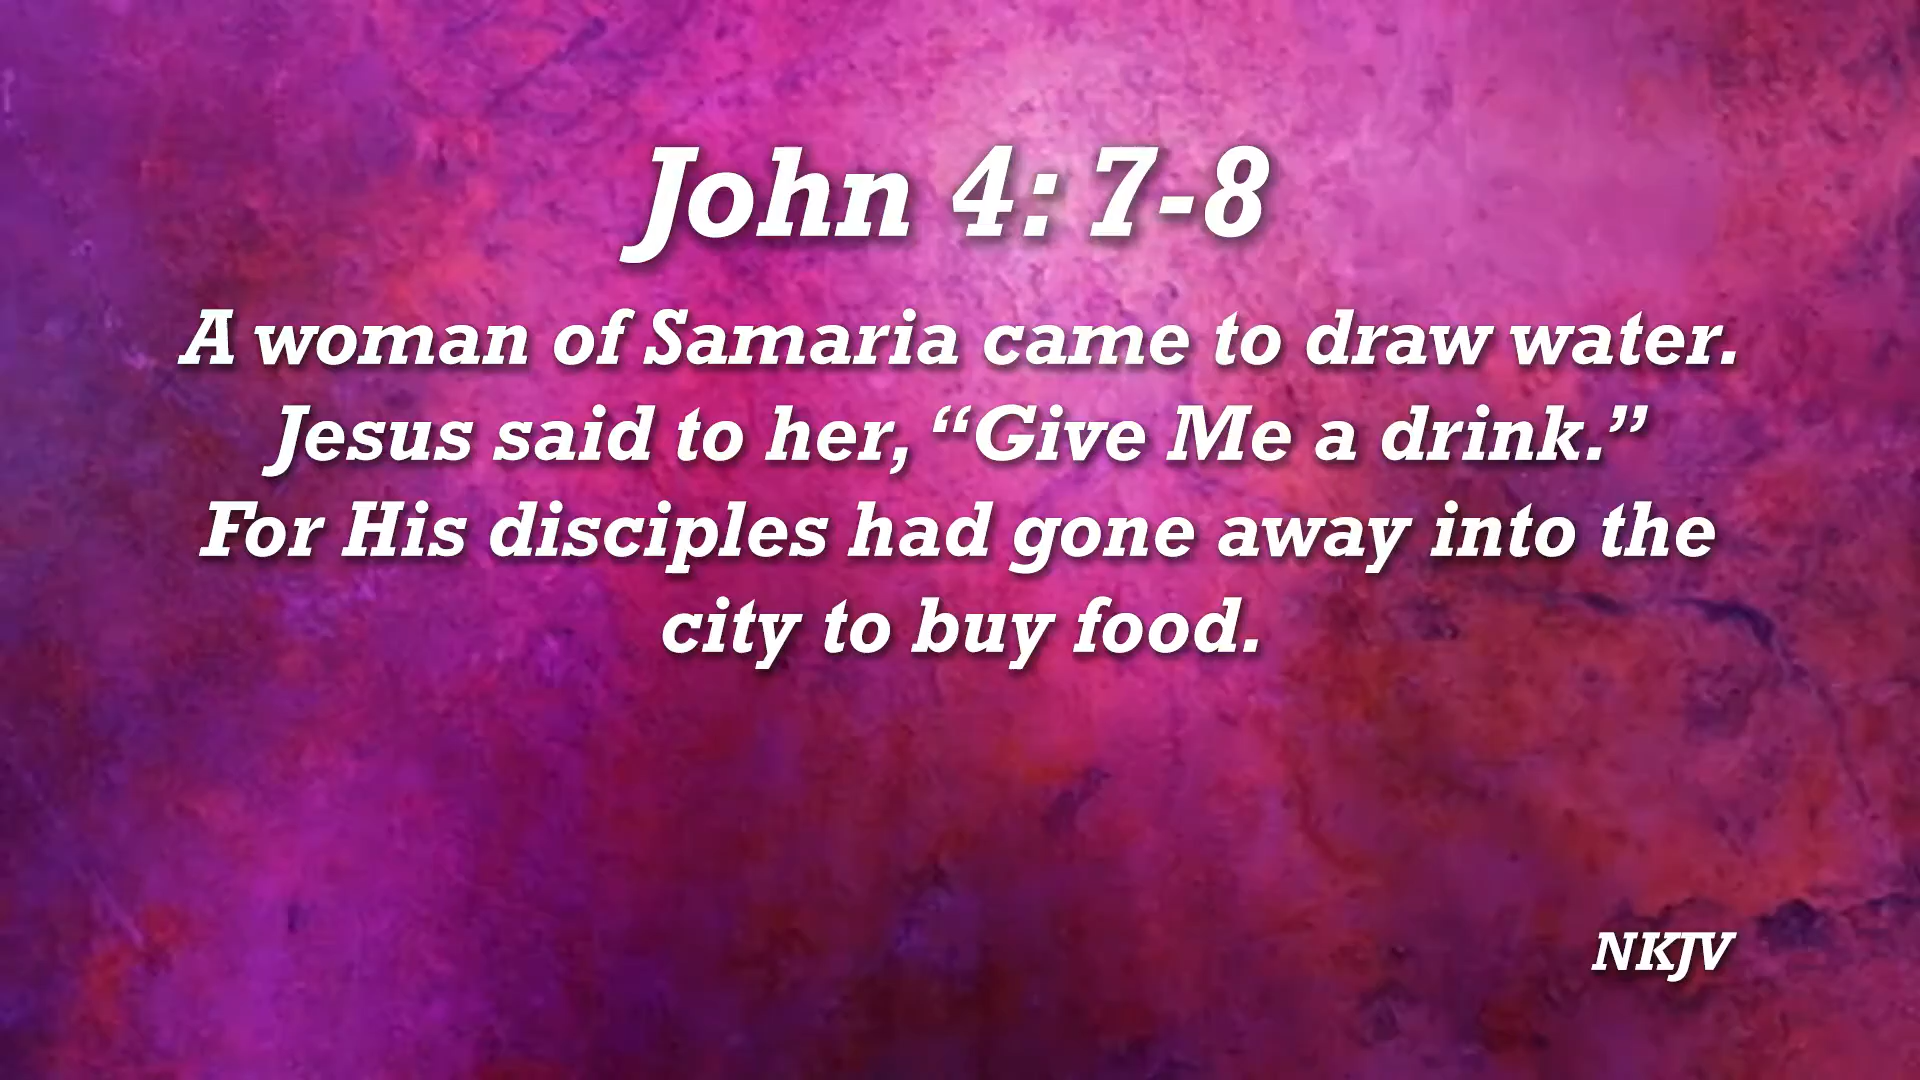 John 4: 7-8
A woman of Samaria came to draw water.
Jesus said to her, “Give Me a drink.”
For His disciples had gone away into the
city to buy food.
NKJV